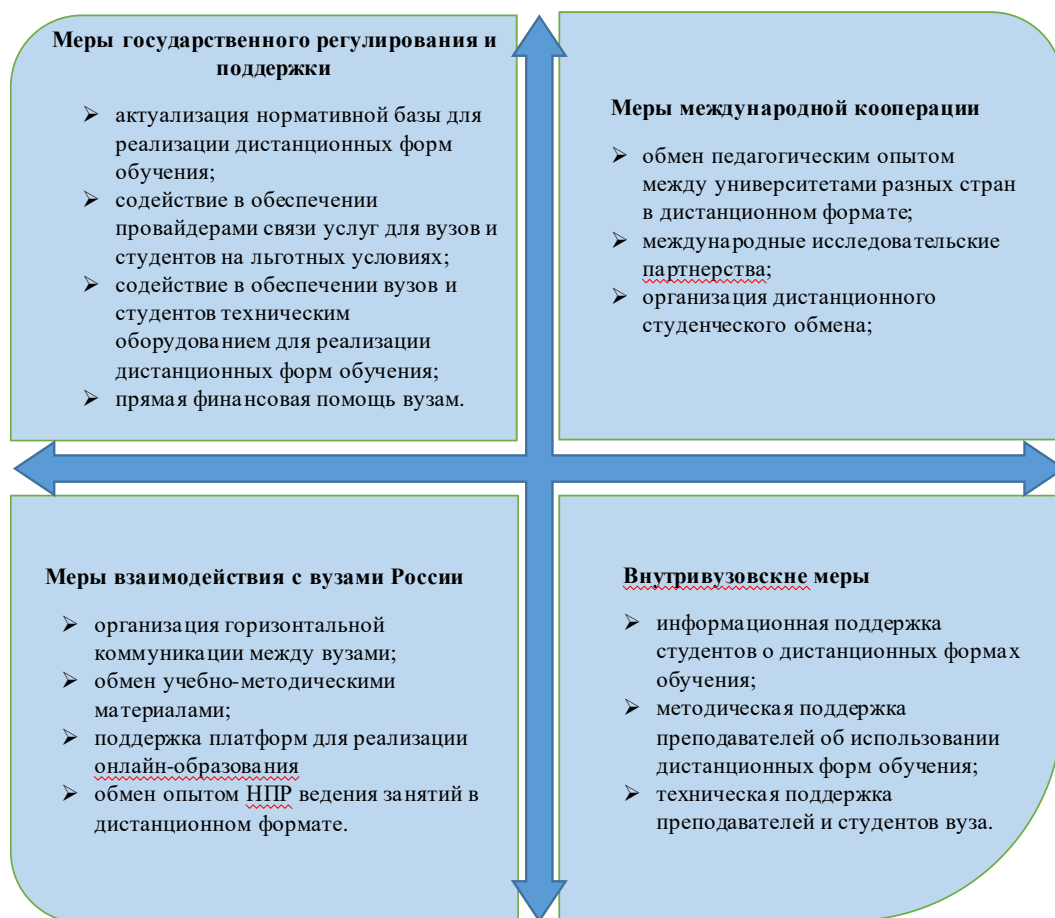 Меры государственного регулирования и
поддержки
➢ актуализация нормативной базы для
реализации дистанционных форм
обучения;
➢ содействие в обеспечении
провайдерами связи услуг для вузов и
студентов на льготных условиях;
➢ содействие в обеспечении вузов и
студентов техническим
оборудованием для реализации
дистанционных форм обучения;
➢ прямая финансовая помощь вузам.
Меры международной кооперации
➢ обмен педагогическим опытом
между университетами разных стран
в дистанционном формате;
➢ международные исследовательские
партнерства;
➢ организация дистанционного
студенческого обмена;
Меры взаимодействия с вузами России
➢ организация горизонтальной
коммуникации между вузами;
➢ обмен учебно-методическими
материалами;
➢ поддержка платформ для реализации
онлайн-образования
➢ обмен опытом НПР ведения занятий в
дистанционном формате.
Внутривузовскне меры
➢ информационная поддержка
студентов о дистанционных формах
обучения;
➢ методическая поддержка
преподавателей об использовании
дистанционных форм обучения;
➢ техническая поддержка
преподавателей и студентов вуза.